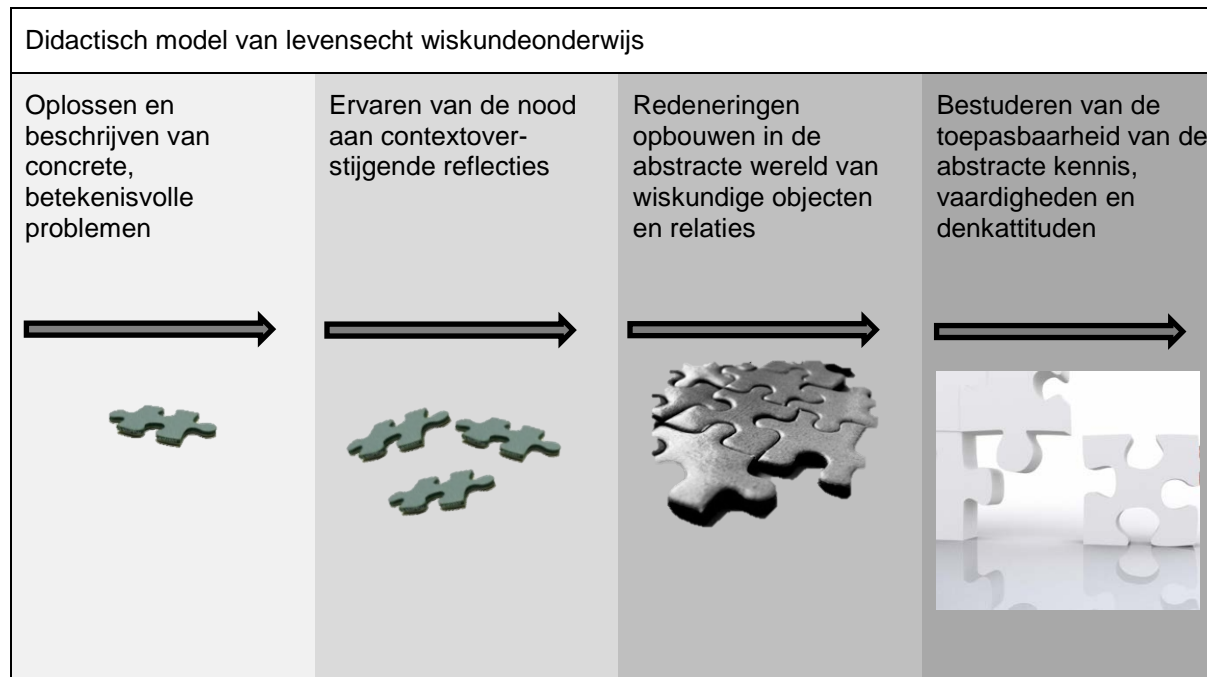 Didactisch model van levensecht wiskundeonderwijs
Oplossen en
beschrijven van
concrete,
betekenisvolle
problemen
Ervaren van de nood
aan contextover-
stijgende reflecties
Redeneringen
opbouwen in de
abstracte wereld van
wiskundige objecten
en relaties
Bestuderen van de
toepasbaarheid van de
abstracte kennis,
vaardigheden en
denkattituden